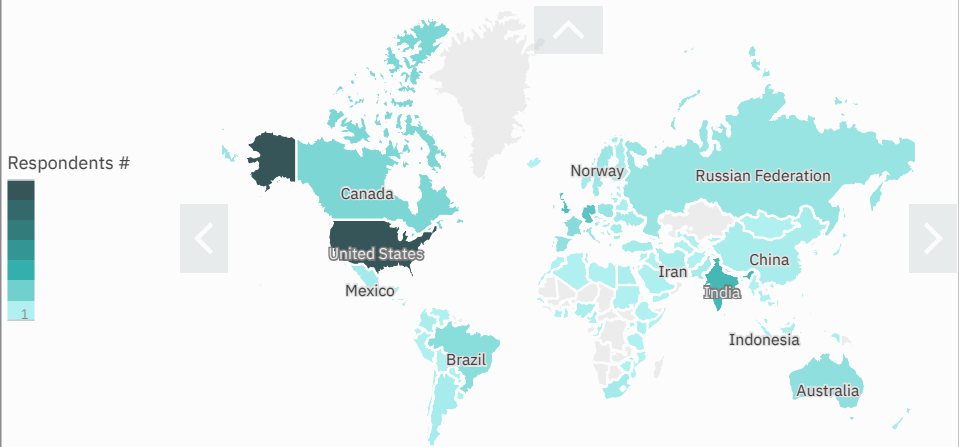 Respondents #
1
Norway
Russian Federation
Canada
United States
China
Iran
Mexico
India
Indonesia
Brazil
Australia